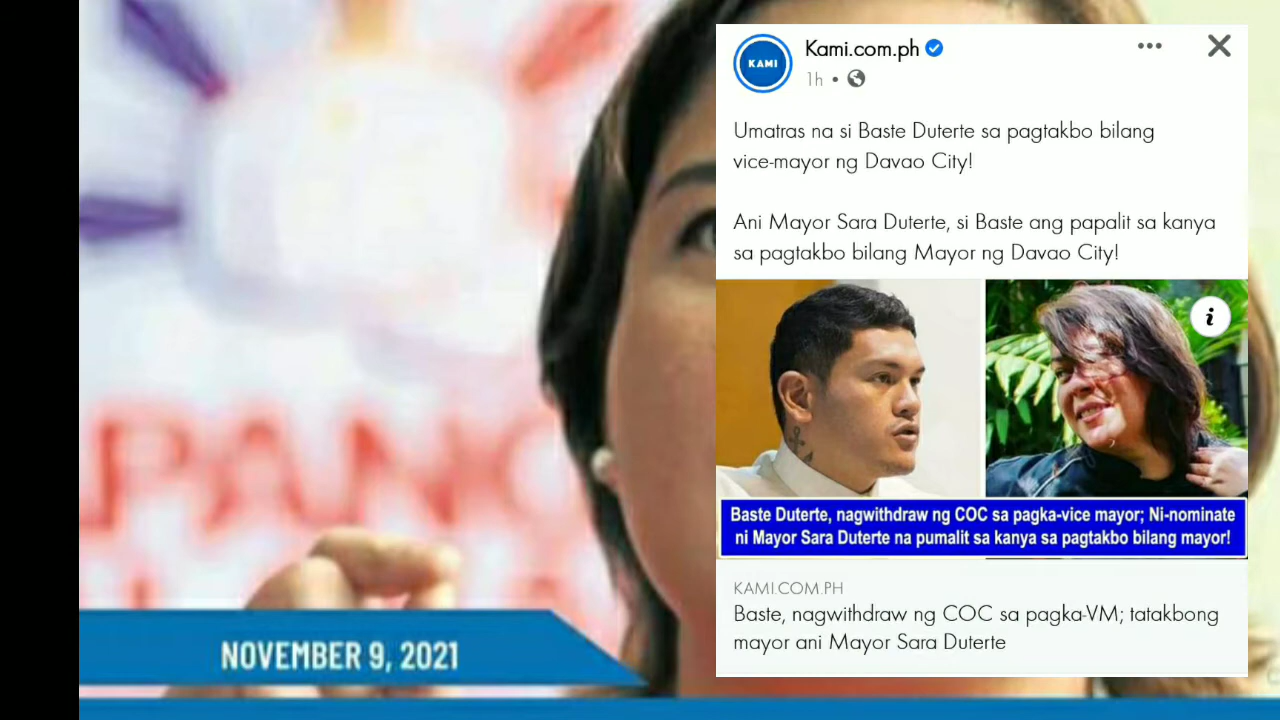 Kami.com.ph
KAMI
1h
Umatras na si Baste Duterte sa pagtakbo bilang
vice-mayor ng Davao City!
Ani Mayor Sara Duterte, si Baste ang papalit sa kanya
sa pagtakbo bilang Mayor ng Davao City!
i
Baste Duterte, nagwithdraw ng COC sa pagka-vice mayor; Ni-nominate
ni Mayor Sara Duterte na pumalit sa kanya sa pagtakbo bilang mayor!
KAMI.COM.PH
Baste, nagwithdraw ng COC sa pagka-VM; tatakbong
mayor ani Mayor Sara Duterte
PANG
NOVEMBER 9, 2021